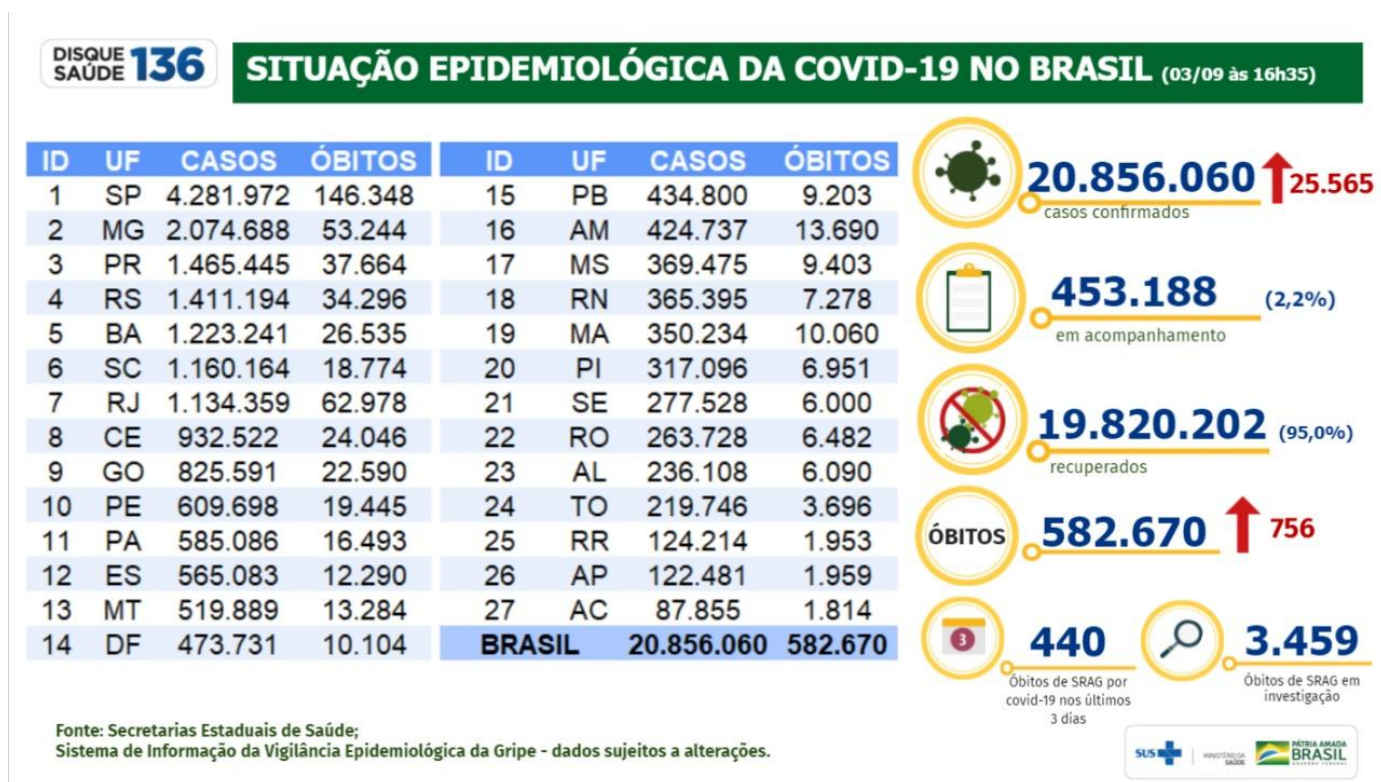 DISQUE
SAÚDE 136
SITUAÇÃO EPIDEMIOLÓGICA DA COVID-19 NO BRASIL (03/09 às 16h35)
ID UF CASOS ÓBITOS ID UF CASOS ÓBITOS
1 SP 4.281.972 146.348 15 PB 434.800 9.203
2 MG 2.074.688 53.244 16 AM 424.737 13.690
3 PR 1.465.445 37.664 17 MS 369.475 9.403
4 RS 1.411.194 34.296 18 RN 365.395 7.278
5 BA 1.223.241 26.535 19 MA 350.234 10.060
6 SC 1.160.164 18.774 20 PI 317.096 6.951
7 RJ 1.134.359 62.978 21 SE 277.528 6.000
8 CE 932.522 24.046 22 RO 263.728 6.482
9 GO 825.591 22.590 23 AL 236.108 6.090
10 PE 609.698 19.445 24 TO 219.746 3.696
11 PA 585.086 16.493 25 RR 124.214 1.953
12 ES 565.083 12.290 26 AP 122.481 1.959
13 MT 519.889 13.284 27 AC 87.855 1.814
14 DF 473.731 10.104 BRASIL 20.856.060 582.670
20.856.060 25.565
casos confirmados
453.188 (2,2%)
em acompanhamento
19.820.202 (95,0%)
recuperados
ÓBITOS 582.670 756
3
440
Óbitos de SRAG por
covid-19 nos últimos
3 dias
3.459
Óbitos de SRAG em
investigação
Fonte: Secretarias Estaduais de Saúde;
Sistema de Informação da Vigilância Epidemiológica da Gripe - dados sujeitos a alterações.
SUS
MINISTÉRIO DA
SAÚDE
PÁTRIA AMADA
BRASIL
GOVERNO FEDERAL